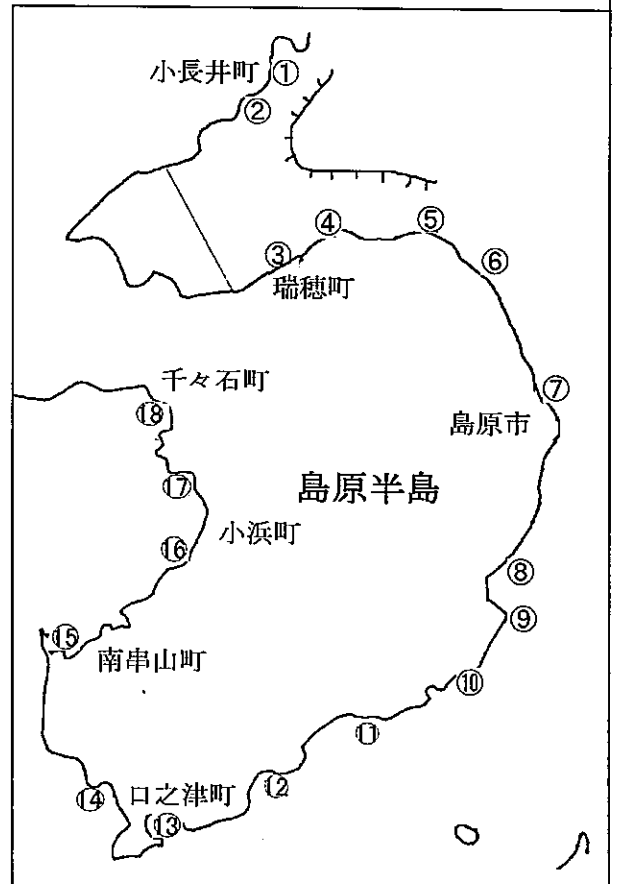 小長井町
①
②
③
④
⑤
⑥
瑞穂町
千々石町
⑱
⑦
島原市
⑰
島原半島
小浜町
⑯
⑧
⑨
⑮
南串山町
⑩
⑪
⑫
⑭
口之津町
⑬